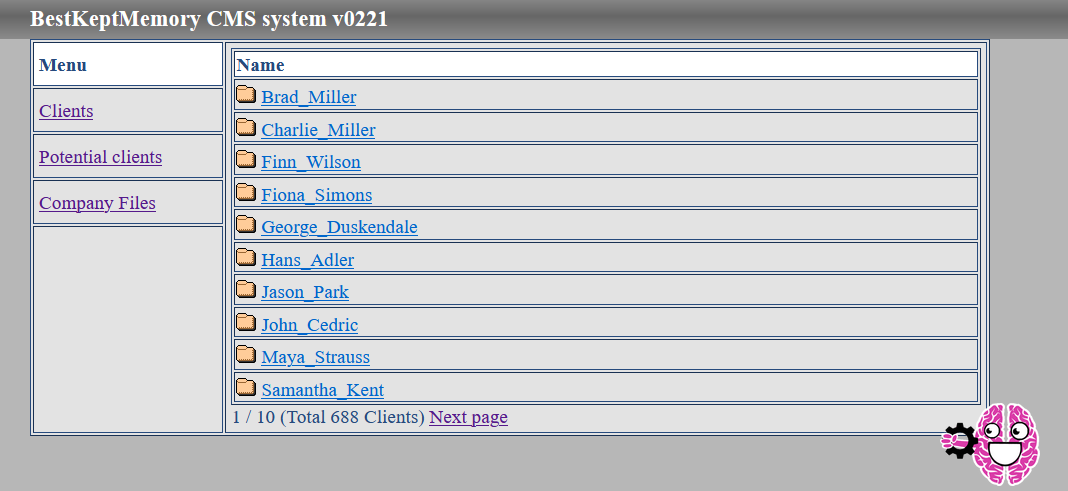 BestKeptMemory CMS system v0221
Menu
Clients
Potential clients
Company Files
Name
Brad_Miller
Charlie_Miller
Finn_Wilson
Fiona_Simons
George_Duskendale
Hans_Adler
Jason_Park
John_Cedric
Maya_Strauss
Samantha_Kent
1 / 10 (Total 688 Clients) Next page